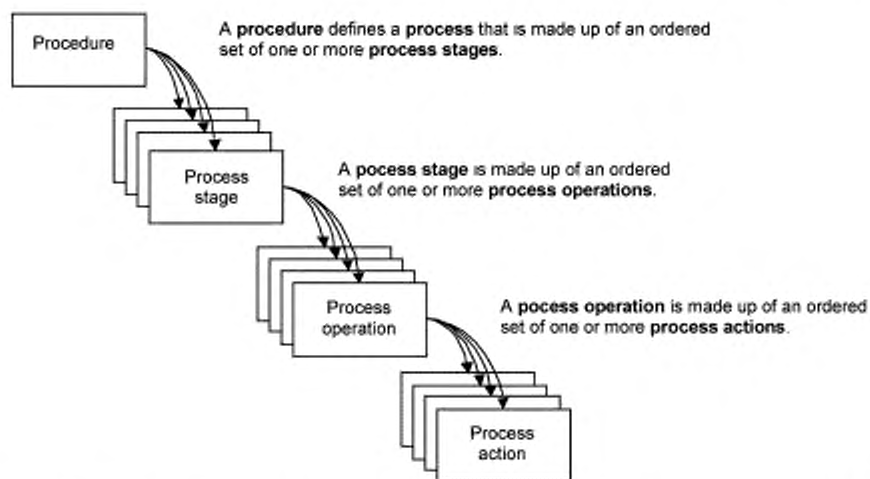 Procedure
A procedure defines a process that is made up of an ordered
set of one or more process stages.
Process
stage
A pocess stage is made up of an ordered
set of one or more process operations.
Process
operation
A pocess operation is made up of an ordered
set of one or more process actions.
Process
action